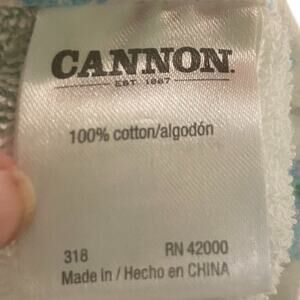 CANNON.
EST. 1887
100% cotton/algodón
318 RN 42000
Made in / Hecho en CHINA